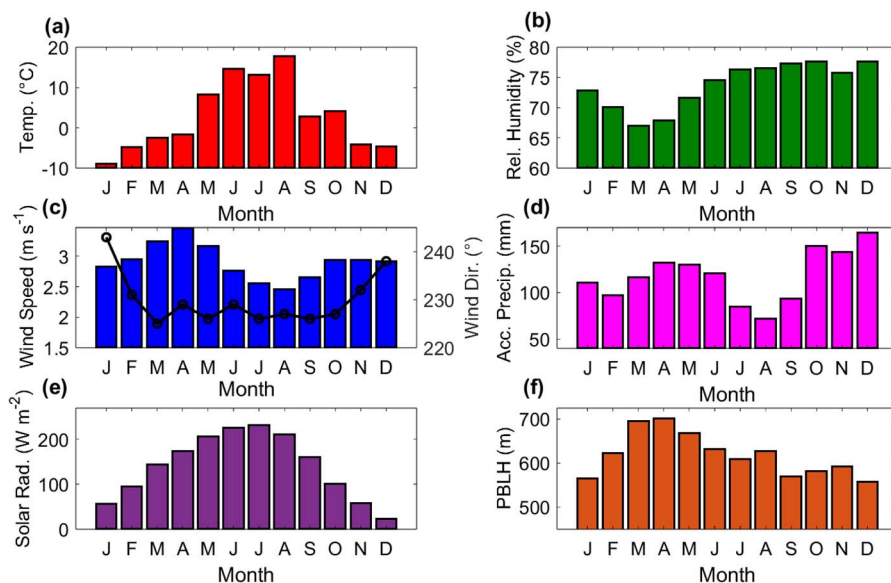 (a)
20
10
0
-10
Temp. (°C)
J F M A M J J A S O N D
Month
(b)
80
75
70
65
60
Rel. Humidity (%)
J F M A M J J A S O N D
Month
(c)
3
2.5
2
1.5
Wind Speed (m s⁻¹)
240
230
220
Wind Dir. (°)
J F M A M J J A S O N D
Month
(d)
150
100
50
Acc. Precip. (mm)
J F M A M J J A S O N D
Month
(e)
200
100
0
Solar Rad. (W m⁻²)
J F M A M J J A S O N D
Month
(f)
700
600
500
PBLH (m)
J F M A M J J A S O N D
Month